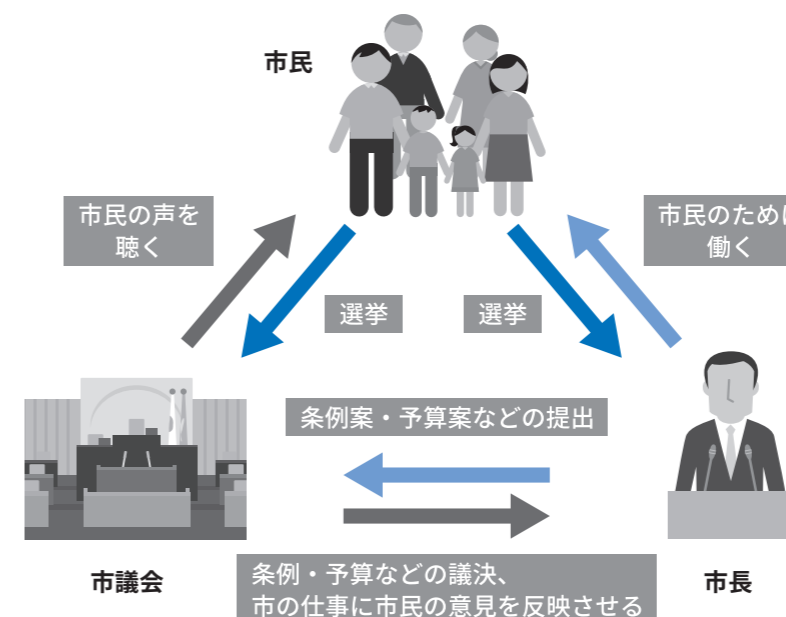 市民
市民の声を
聴く
市民のために
働く
選挙
選挙
条例案・予算案などの提出
市議会
条例・予算などの議決、
市の仕事に市民の意見を反映させる
市長